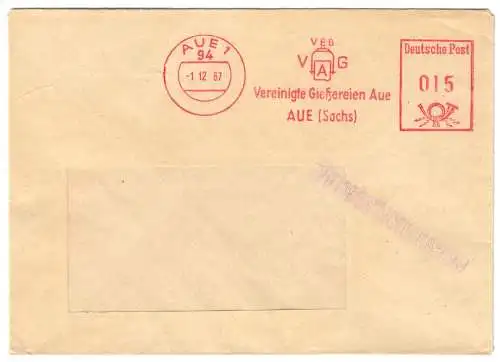 AUE 1
94
-1 12 67
VEB
V A G
Vereinigte Gießereien Aue
AUE (Sachs)
Deutsche Post
015